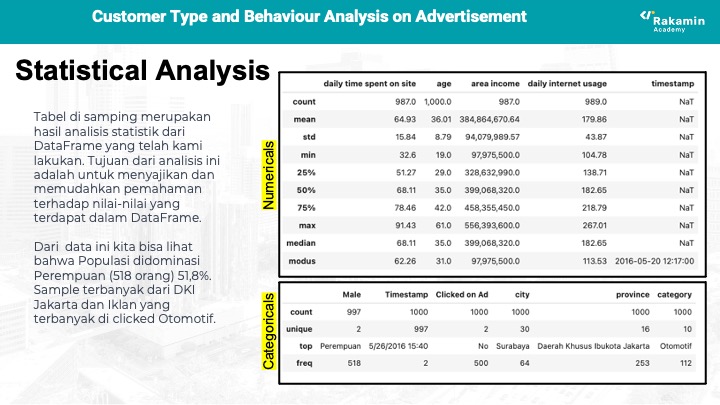 Customer Type and Behaviour Analysis on Advertisement
Rakamin
Academy
Statistical Analysis
Tabel di samping merupakan
hasil analisis statistik dari
DataFrame yang telah kami
lakukan. Tujuan dari analisis ini
adalah untuk menyajikan dan
memudahkan pemahaman
terhadap nilai-nilai yang
terdapat dalam DataFrame.
Dari data ini kita bisa lihat
bahwa Populasi didominasi
Perempuan (518 orang) 51,8%.
Sample terbanyak dari DKI
Jakarta dan Iklan yang
terbanyak di clicked Otomotif.
Numericals
daily time spent on site age area income daily internet usage timestamp
count 987.0 1,000.0 987.0 989.0 NaT
mean 64.93 36.01 384,864,670.64 179.86 NaT
std 15.84 8.79 94,079,989.57 43.87 NaT
min 32.6 19.0 97,975,500.0 104.78 NaT
25% 51.27 29.0 328,632,990.0 138.71 NaT
50% 68.11 35.0 399,068,320.0 182.65 NaT
75% 78.46 42.0 458,355,450.0 218.79 NaT
max 91.43 61.0 556,393,600.0 267.01 NaT
median 68.11 35.0 399,068,320.0 182.65 NaT
modus 62.26 31.0 97,975,500.0 113.53 2016-05-20 12:17:00
Categoricals
Male Timestamp Clicked on Ad city province category
count 997 1000 1000 1000 1000 1000
unique 2 997 2 30 16 10
top Perempuan 5/26/2016 15:40 No Surabaya Daerah Khusus Ibukota Jakarta Otomotif
freq 518 2 500 64 253 112